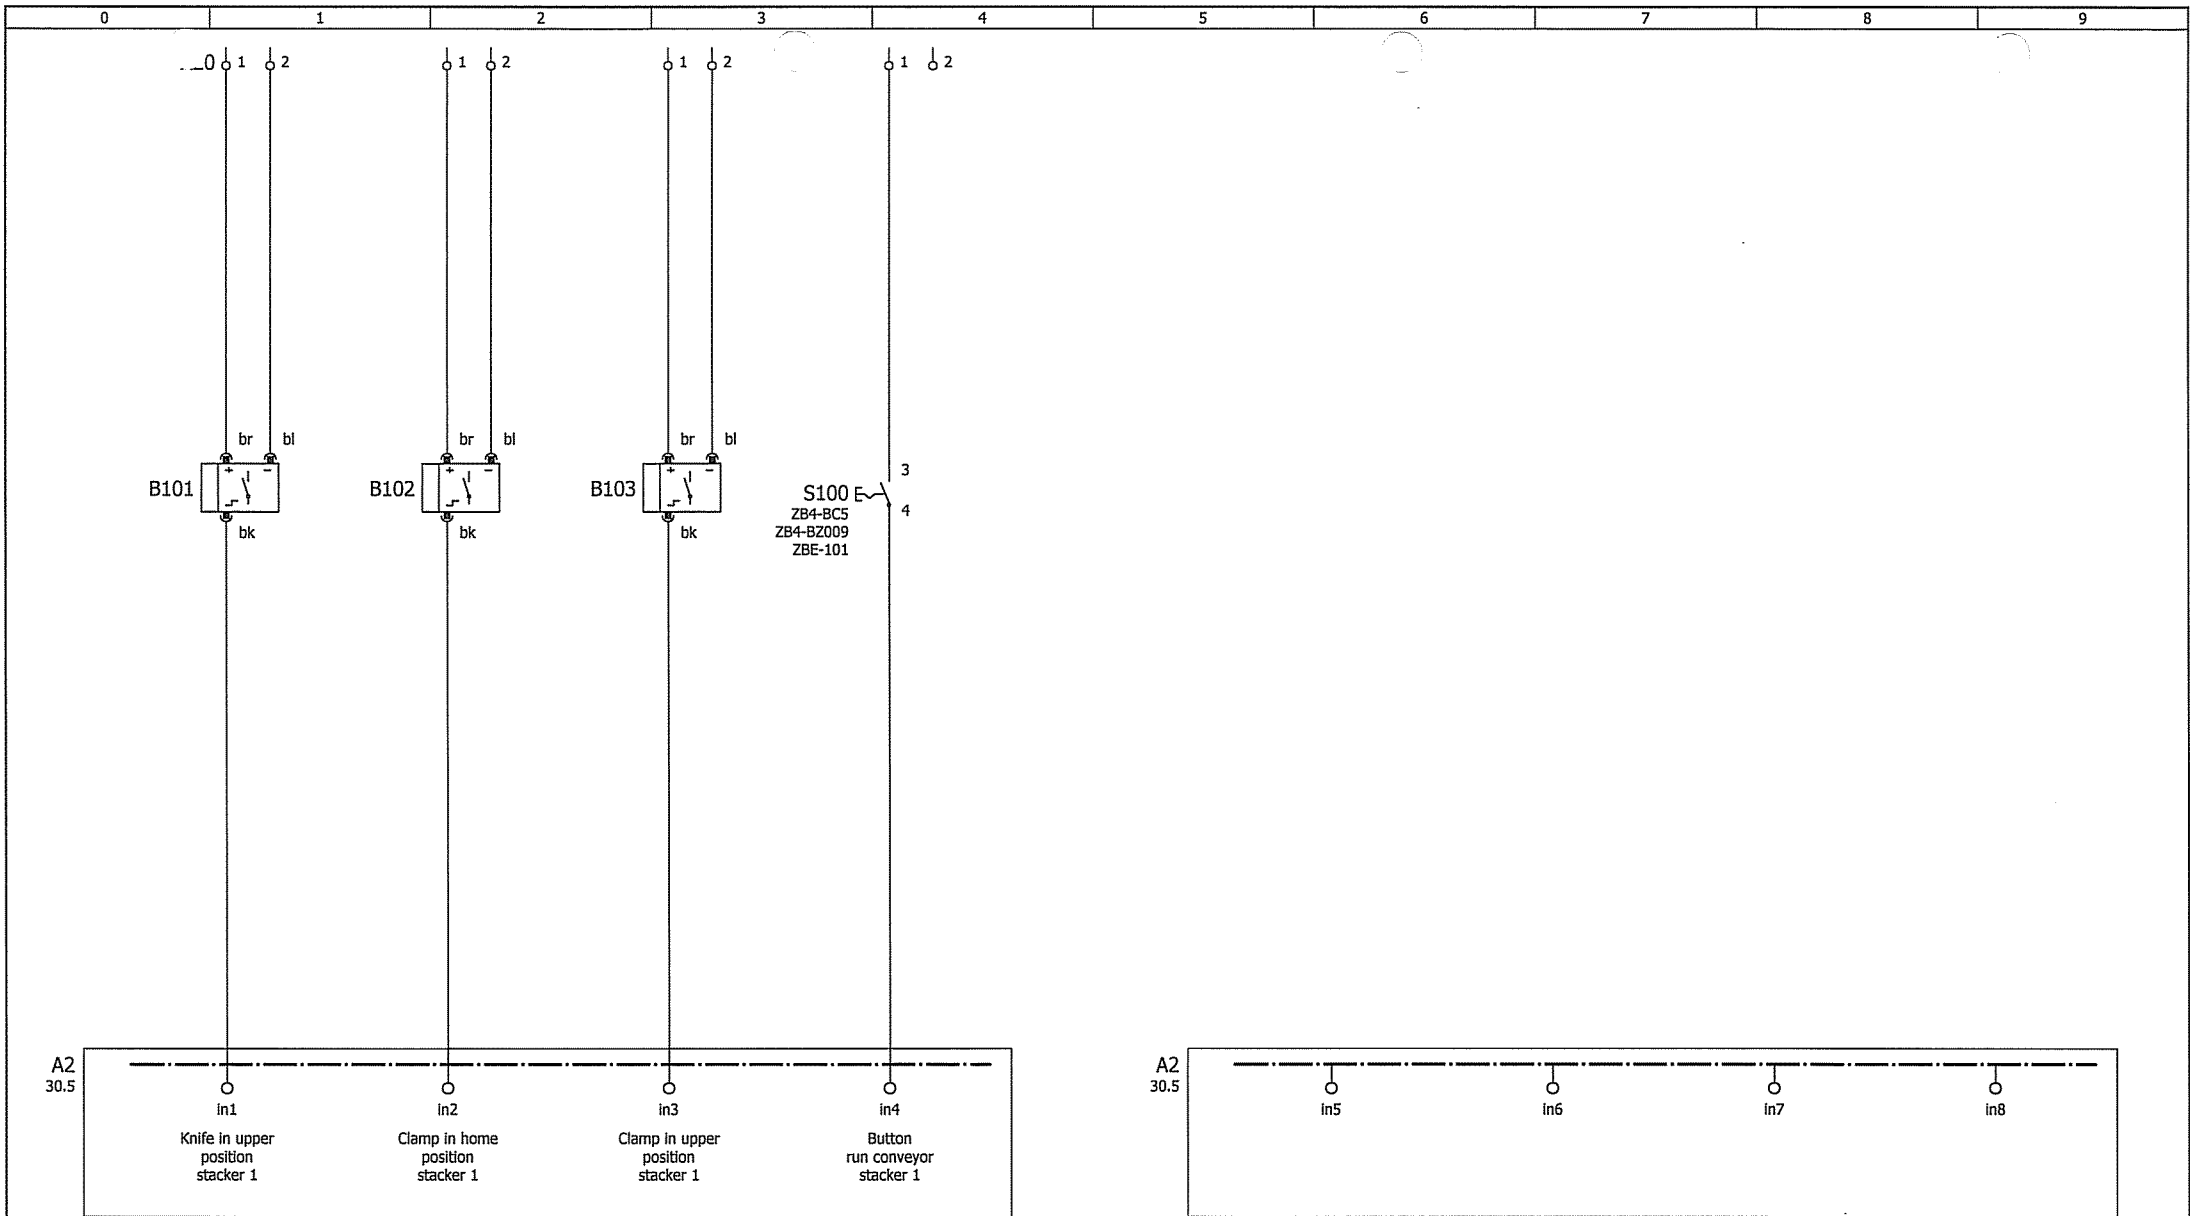 0 1 2 3 4 5 6 7 8 9
0 1 2 1 2 1 2 1 2
br bl br bl br bl
+ - + - + - 3
B101 B102 B103 S100
4
ZB4-BC5
bk bk bk ZB4-BZ009
ZBE-101
A2 A2
30.5 30.5
in1 in2 in3 in4 in5 in6 in7 in8
Knife in upper Clamp in home Clamp in upper Button
position position position run conveyor
stacker 1 stacker 1 stacker 1 stacker 1